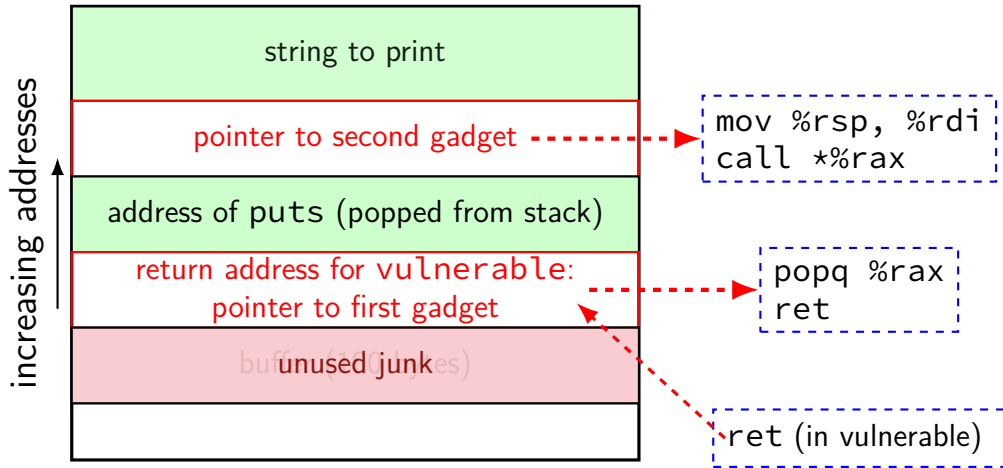 increasing addresses
string to print
pointer to second gadget
mov %rsp, %rdi
call *%rax
address of puts (popped from stack)
return address for vulnerable:
pointer to first gadget
popq %rax
ret
unused junk
ret (in vulnerable)